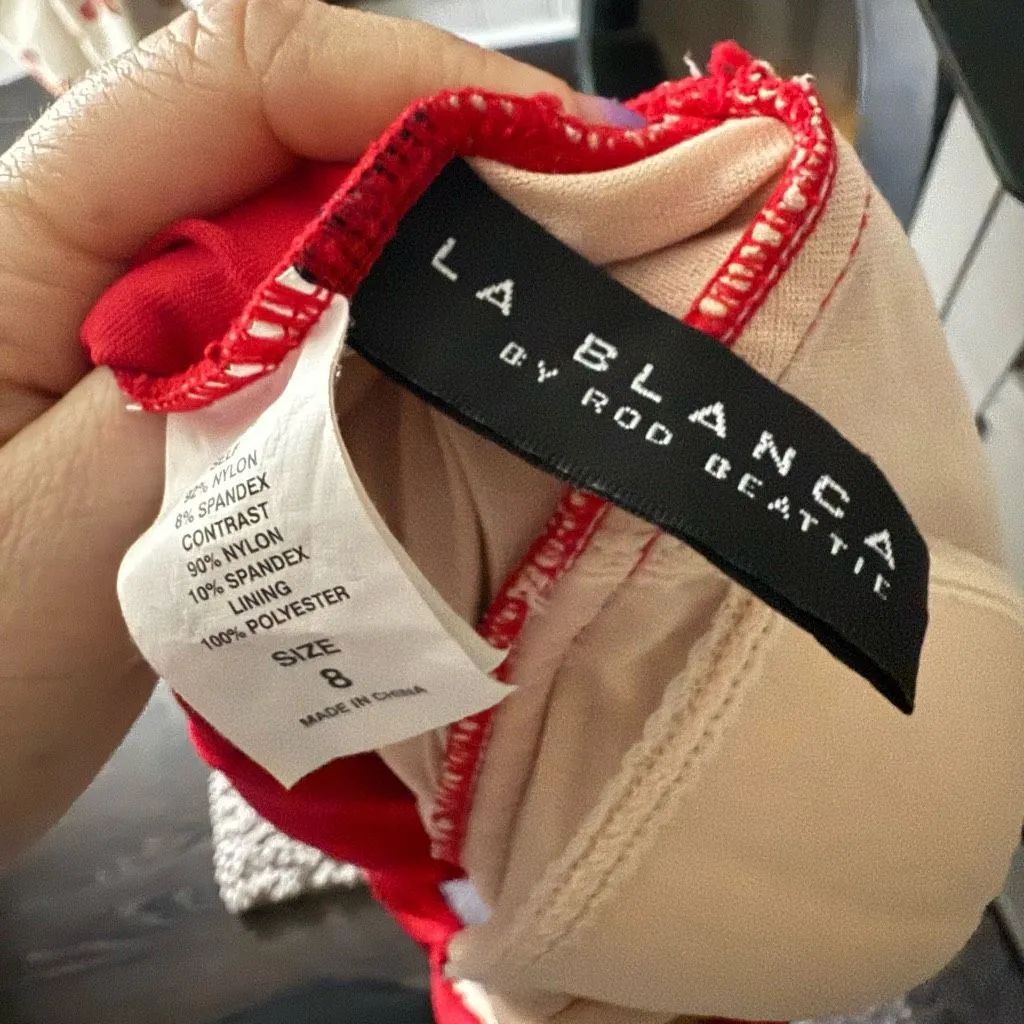 LA BLANCA
BY ROD BEATTIE
SELF
92% NYLON
8% SPANDEX
CONTRAST
90% NYLON
10% SPANDEX
LINING
100% POLYESTER
SIZE
8
MADE IN CHINA